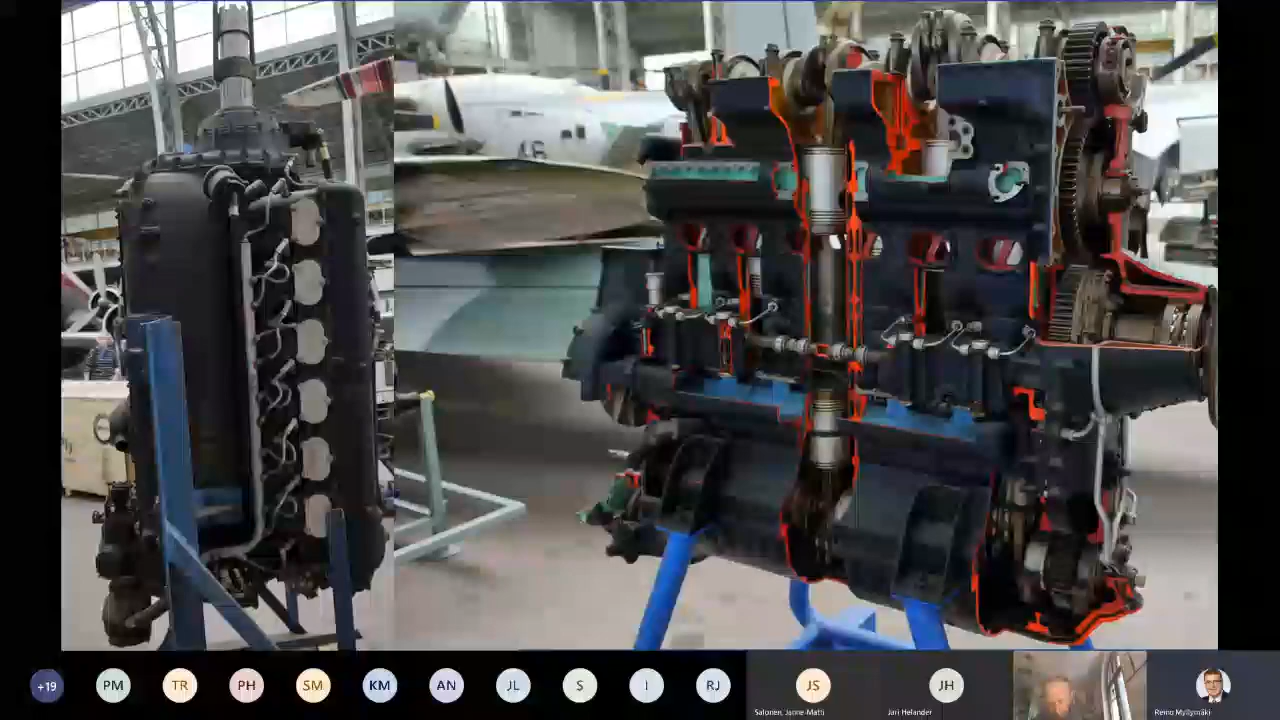 +19
PM
TR
PH
SM
KM
AN
JL
S
I
RJ
JS
JH
Salonen, Janne-Matti
Jari Helander
Reino Myllymäki